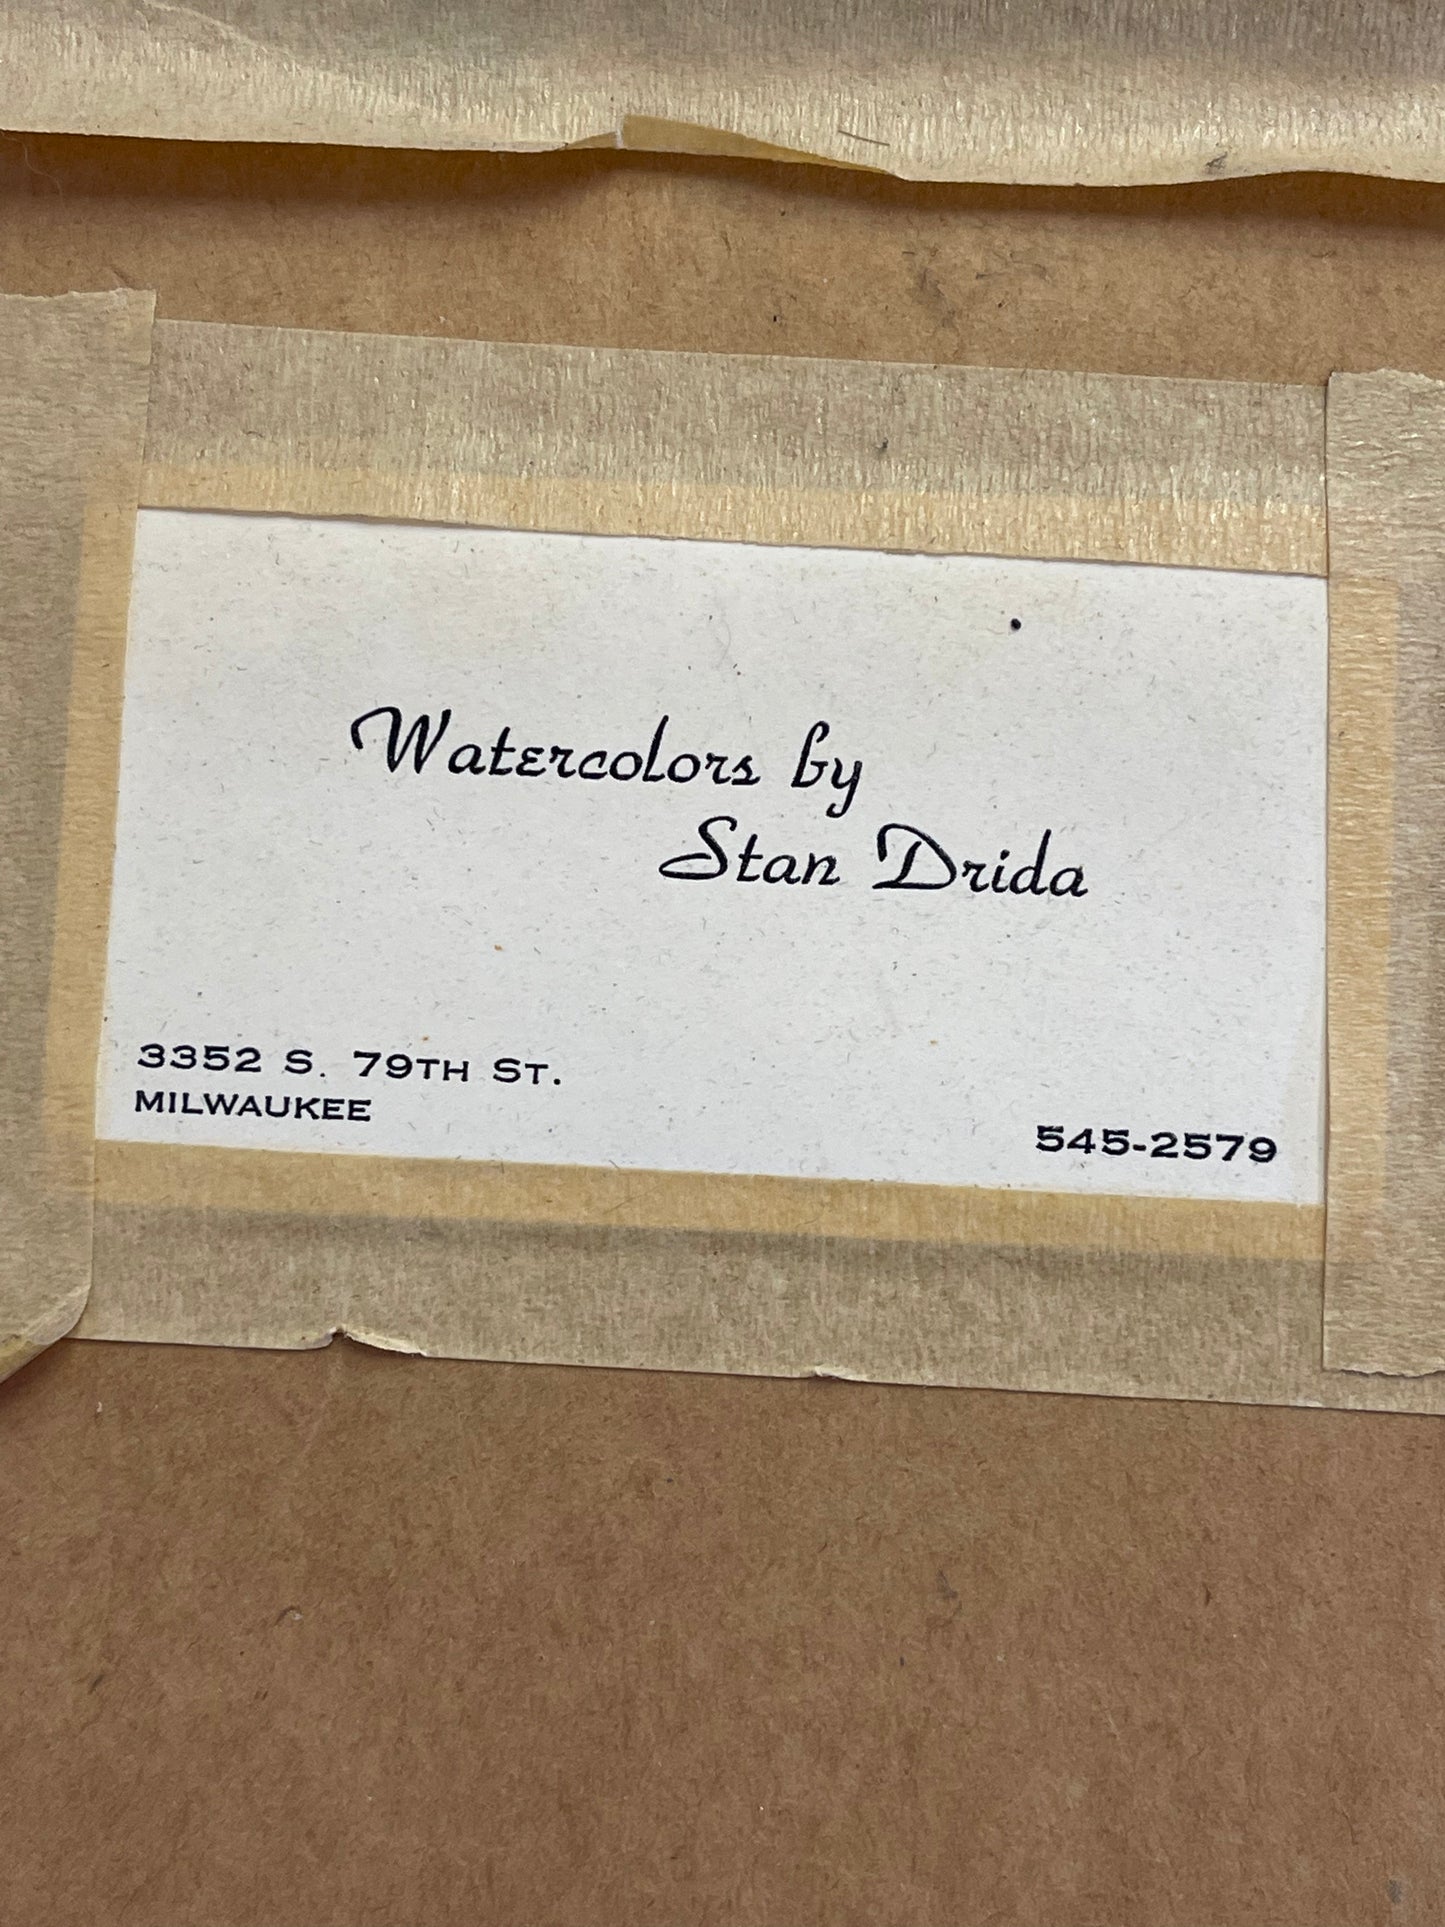 Watercolors by
Stan Drida
3352 S. 79TH ST.
MILWAUKEE
545-2579